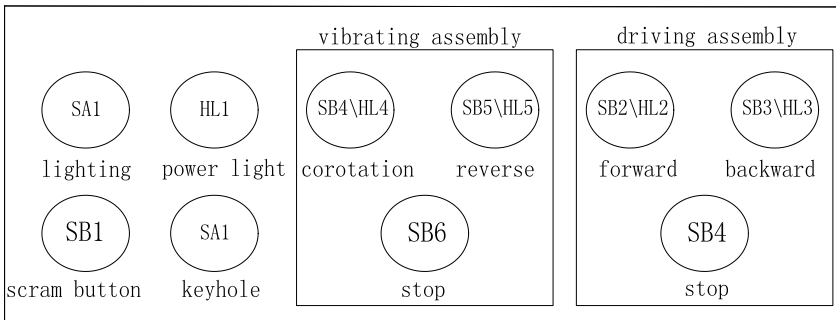 vibrating assembly
driving assembly
SA1
HL1
SB4\HL4
SB5\HL5
SB2\HL2
SB3\HL3
lighting
power light
corotation
reverse
forward
backward
SB1
SA1
SB6
SB4
scram button
keyhole
stop
stop